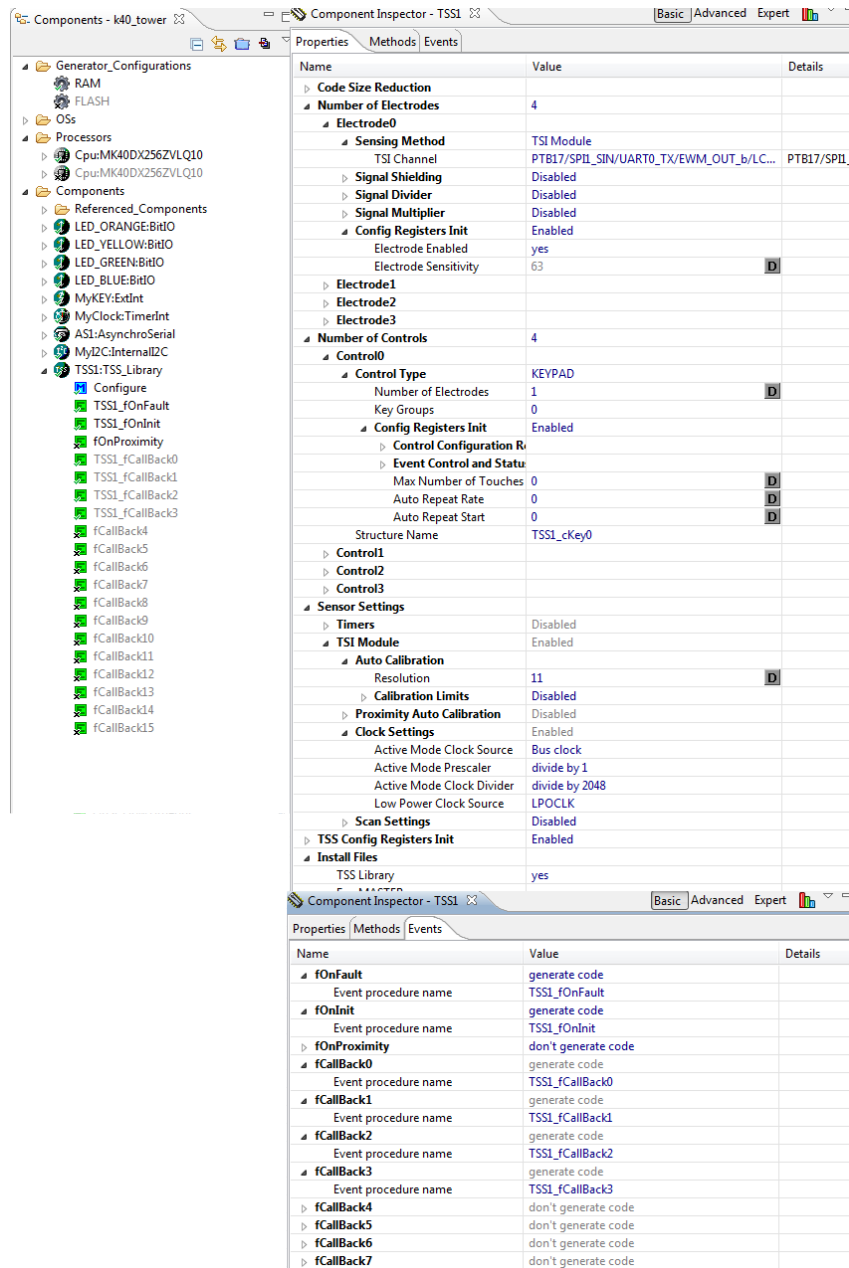 Components - k40_tower
Generator_Configurations
RAM
FLASH
OSs
Processors
Cpu:MK40DX256ZVLQ10
Cpu:MK40DX256ZVLQ10
Components
Referenced_Components
LED_ORANGE:BitIO
LED_YELLOW:BitIO
LED_GREEN:BitIO
LED_BLUE:BitIO
MyKEY:ExtInt
MyClock:TimerInt
AS1:AsynchroSerial
MyI2C:InternalI2C
TSS1:TSS_Library
Configure
TSS1_fOnFault
TSS1_fOnInit
fOnProximity
TSS1_fCallBack0
TSS1_fCallBack1
TSS1_fCallBack2
TSS1_fCallBack3
fCallBack4
fCallBack5
fCallBack6
fCallBack7
fCallBack8
fCallBack9
fCallBack10
fCallBack11
fCallBack12
fCallBack13
fCallBack14
fCallBack15
Component Inspector - TSS1 Basic Advanced Expert
Properties Methods Events
Name Value Details
Code Size Reduction
Number of Electrodes 4
Electrode0
Sensing Method TSI Module
TSI Channel PTB17/SPI1_SIN/UART0_TX/EWM_OUT_b/LC... PTB17/SPI1_
Signal Shielding Disabled
Signal Divider Disabled
Signal Multiplier Disabled
Config Registers Init Enabled
Electrode Enabled yes
Electrode Sensitivity 63 D
Electrode1
Electrode2
Electrode3
Number of Controls 4
Control0
Control Type KEYPAD
Number of Electrodes 1 D
Key Groups 0
Config Registers Init Enabled
Control Configuration R
Event Control and Statu
Max Number of Touches 0 D
Auto Repeat Rate 0 D
Auto Repeat Start 0 D
Structure Name TSS1_cKey0
Control1
Control2
Control3
Sensor Settings
Timers Disabled
TSI Module Enabled
Auto Calibration
Resolution 11 D
Calibration Limits Disabled
Proximity Auto Calibration Disabled
Clock Settings Enabled
Active Mode Clock Source Bus clock
Active Mode Prescaler divide by 1
Active Mode Clock Divider divide by 2048
Low Power Clock Source LPOCLK
Scan Settings Disabled
TSS Config Registers Init Enabled
Install Files
TSS Library yes
Component Inspector - TSS1 Basic Advanced Expert
Properties Methods Events
Name Value Details
fOnFault generate code
Event procedure name TSS1_fOnFault
fOnInit generate code
Event procedure name TSS1_fOnInit
fOnProximity don't generate code
fCallBack0 generate code
Event procedure name TSS1_fCallBack0
fCallBack1 generate code
Event procedure name TSS1_fCallBack1
fCallBack2 generate code
Event procedure name TSS1_fCallBack2
fCallBack3 generate code
Event procedure name TSS1_fCallBack3
fCallBack4 don't generate code
fCallBack5 don't generate code
fCallBack6 don't generate code
fCallBack7 don't generate code